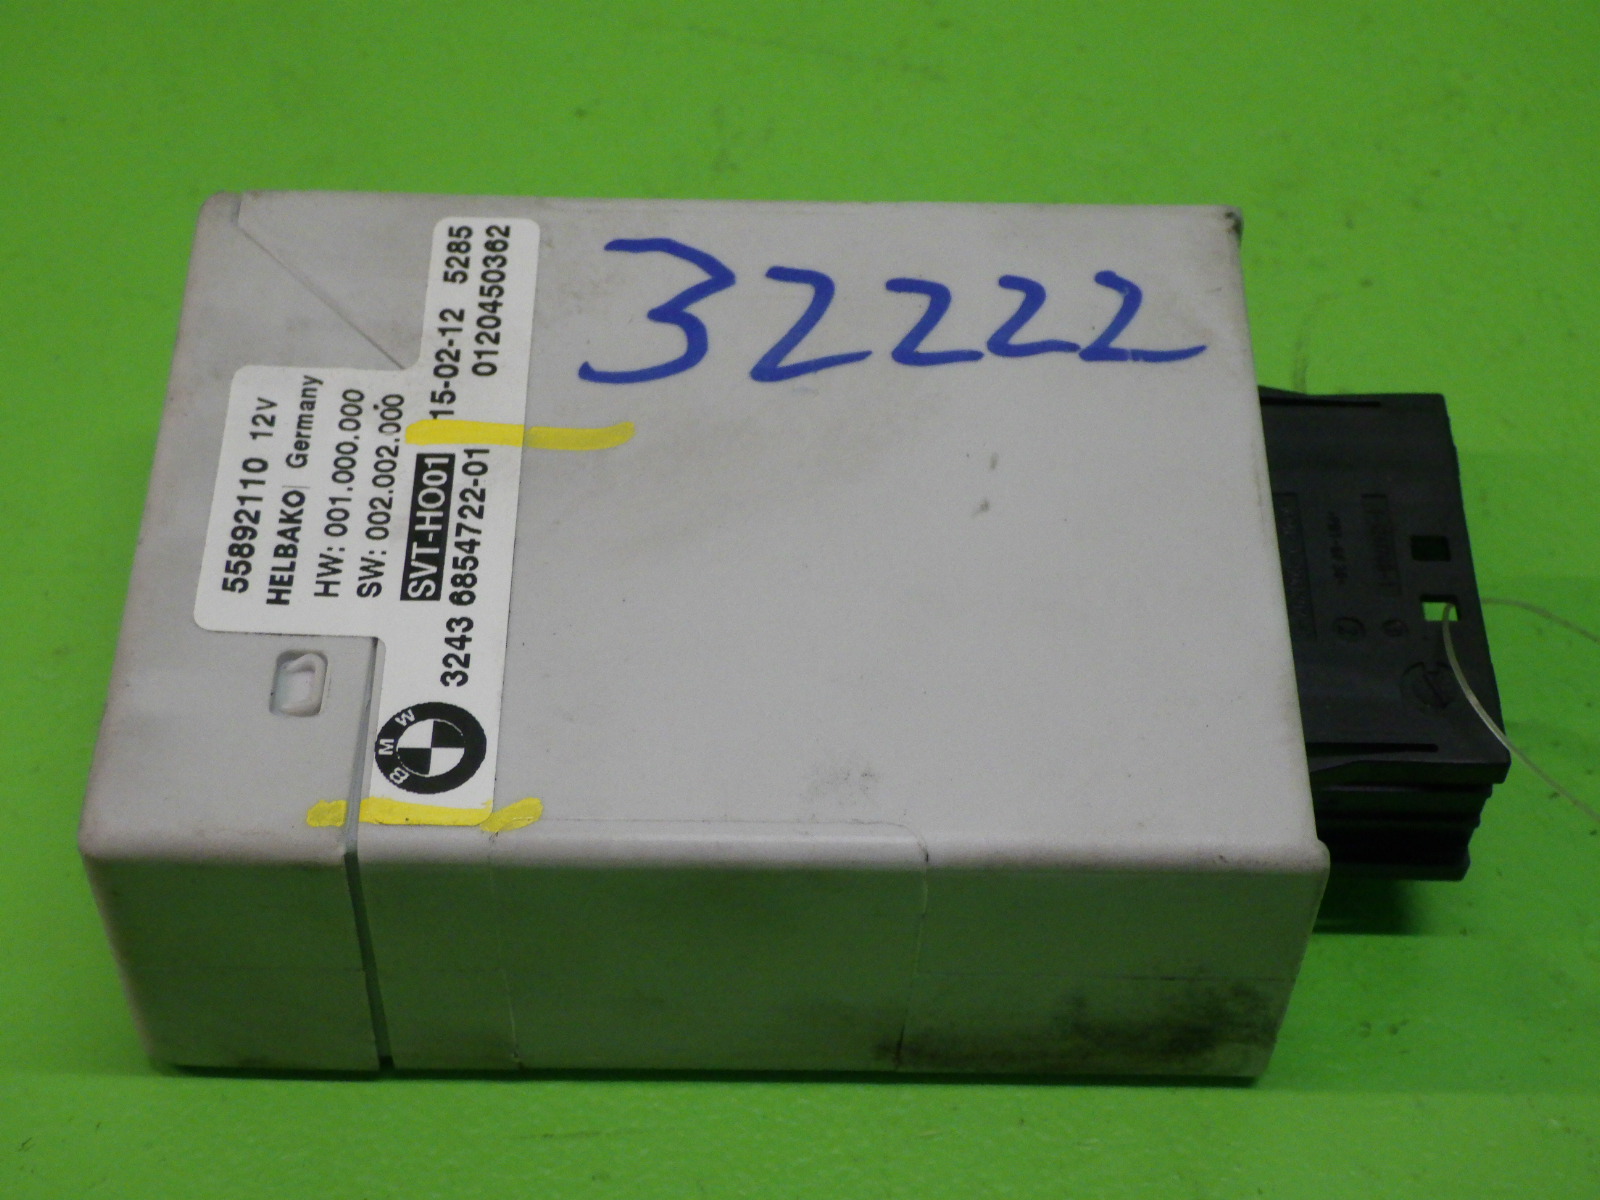 55892110 12V
HELBAKO Germany
HW: 001.000.000
SW: 002.002.000
SVT-HO01 15-02-12 5285
3243 6854722-01 0120450362
BMW
32222